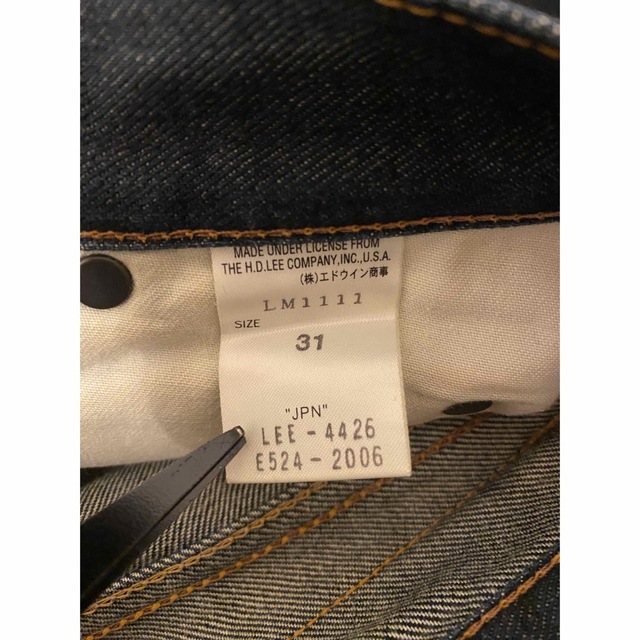 MADE UNDER LICENSE FROM
THE H.D.LEE COMPANY,INC.,U.S.A.
(株)エドウイン商事
LM1111
SIZE
31
"JPN"
LEE-4426
E524-2006